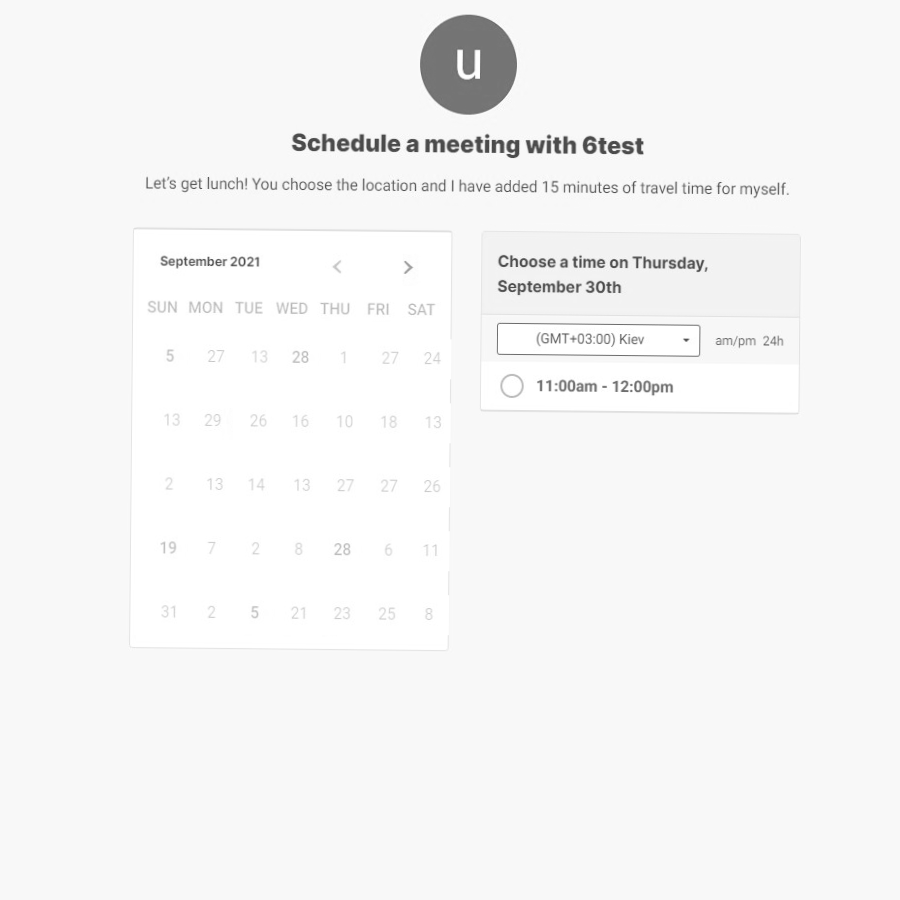 u
Schedule a meeting with 6test
Let's get lunch! You choose the location and I have added 15 minutes of travel time for myself.
September 2021
SUN MON TUE WED THU FRI SAT
5 27 13 28 1 27 24
13 29 26 16 10 18 13
2 13 14 13 27 27 26
19 7 2 8 28 6 11
31 2 5 21 23 25 8
Choose a time on Thursday,
September 30th
(GMT+03:00) Kiev am/pm 24h
11:00am - 12:00pm